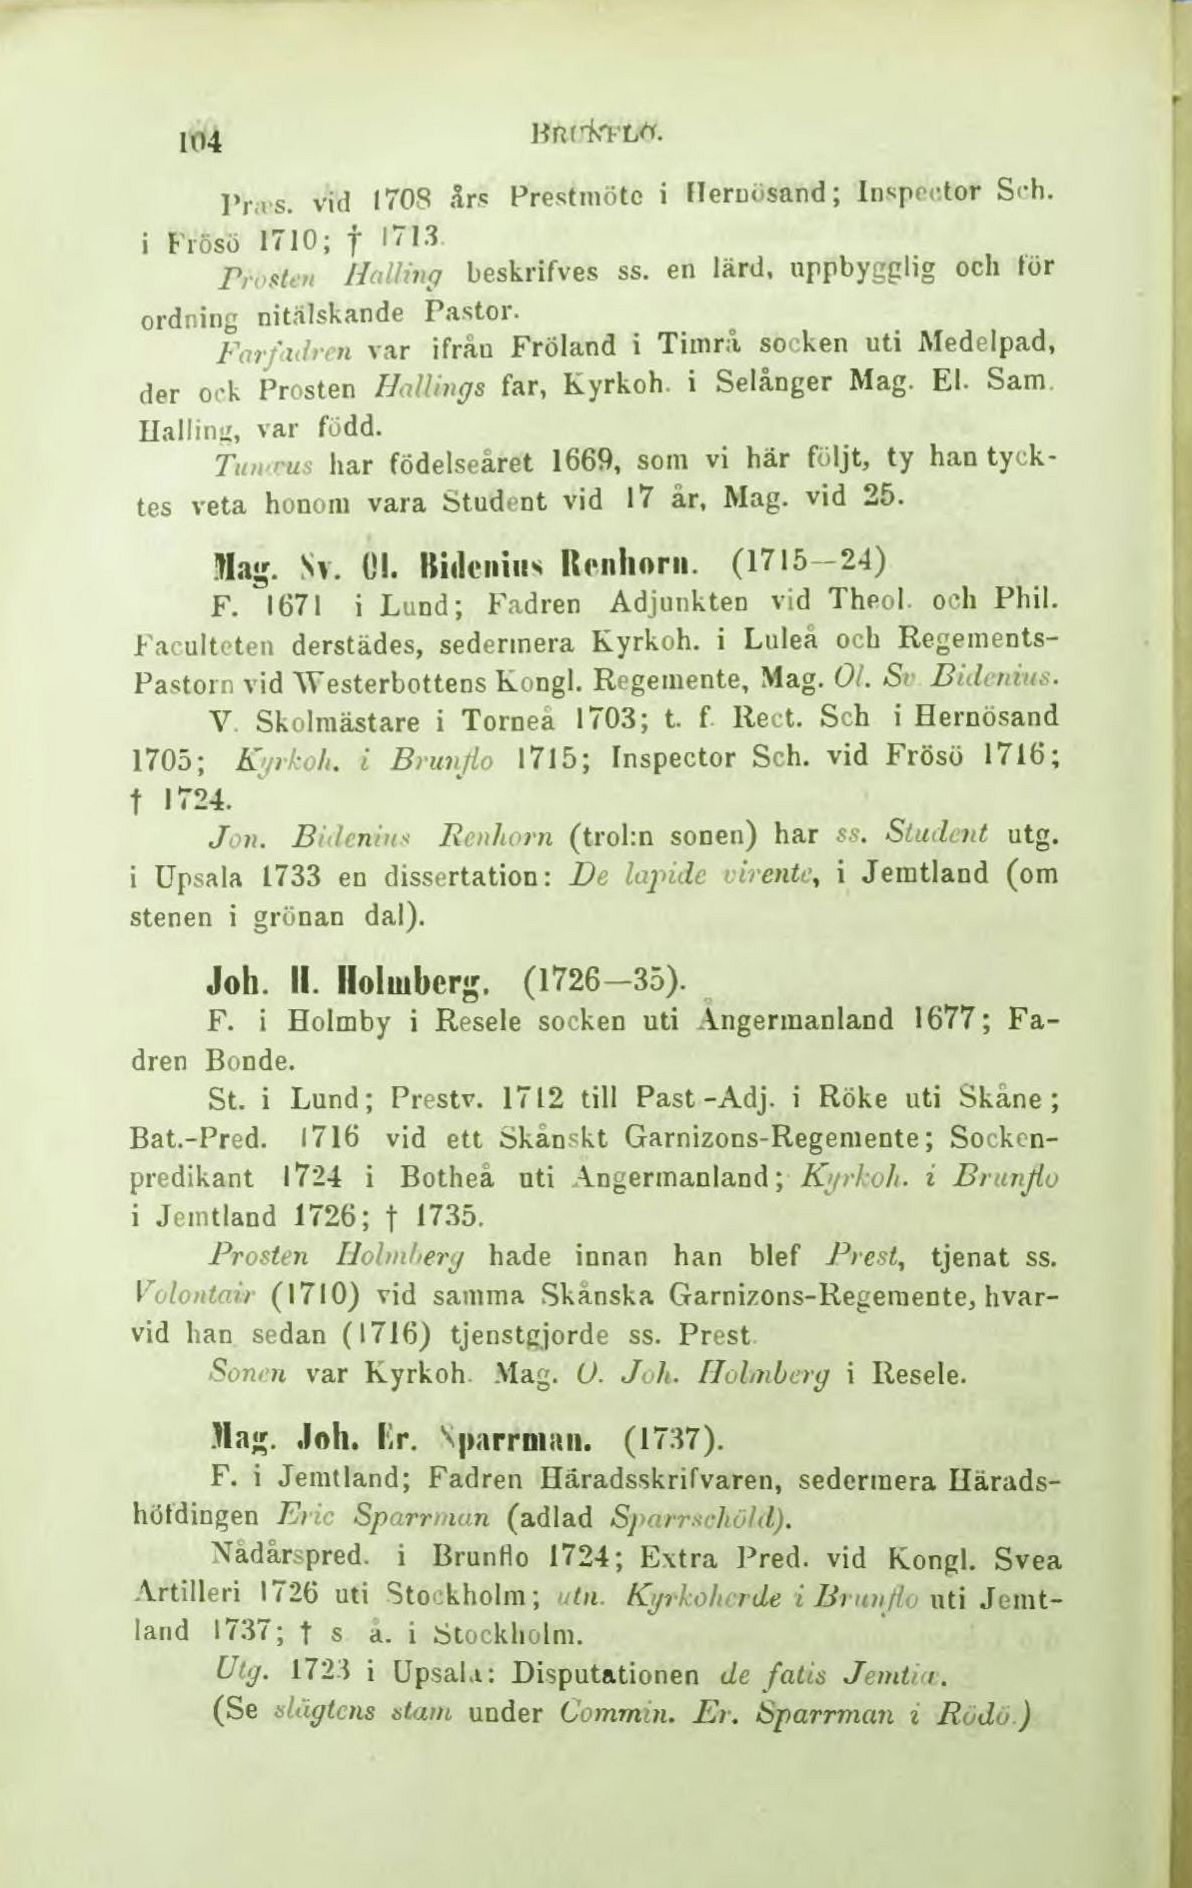 104 BRUNFLO.
Præs. vid 1708 års Prestmöte i Hernösand; Inspector Sch.
i Frösö 1710; † 1713.
Prosten Halling beskrifves ss. en lärd, uppbygglig och för
ordning nitälskande Pastor.
Farfadren var ifrån Fröland i Timrå socken uti Medelpad,
der ock Prosten Hallings far, Kyrkoh. i Selånger Mag. El. Sam.
Halling, var född.
Tunæus har födelseåret 1669, som vi här följt, ty han tyck-
tes veta honom vara Student vid 17 år, Mag. vid 25.
Mag. Sv. Ol. Bidenius Renhorn. (1715—24)
F. 1671 i Lund; Fadren Adjunkten vid Theol. och Phil.
Faculteten derstädes, sedermera Kyrkoh. i Luleå och Regements-
Pastorn vid Westerbottens Kongl. Regemente, Mag. Ol. Sv. Bidenius.
V. Skolmästare i Torneå 1703; t. f. Rect. Sch i Hernösand
1705; Kyrkoh. i Brunflo 1715; Inspector Sch. vid Frösö 1716;
† 1724.
Jon. Bidenius Renhorn (trol:n sonen) har ss. Student utg.
i Upsala 1733 en dissertation: De lapide virente, i Jemtland (om
stenen i grönan dal).
Joh. H. Holmberg. (1726—35).
F. i Holmby i Resele socken uti Ångermanland 1677; Fa-
dren Bonde.
St. i Lund; Prestv. 1712 till Past-Adj. i Röke uti Skåne;
Bat.-Pred. 1716 vid ett Skånskt Garnizons-Regemente; Socken-
predikant 1724 i Botheå uti Ångermanland; Kyrkoh. i Brunflo
i Jemtland 1726; † 1735.
Prosten Holmberg hade innan han blef Prest, tjenat ss.
Volontair (1710) vid samma Skånska Garnizons-Regemente, hvar-
vid han sedan (1716) tjenstgjorde ss. Prest.
Sonen var Kyrkoh. Mag. O. Joh. Holmberg i Resele.
Mag. Joh. Er. Sparrman. (1737).
F. i Jemtland; Fadren Häradsskrifvaren, sedermera Härads-
höfdingen Eric Sparrman (adlad Sparrschöld).
Nådårspred. i Brunflo 1724; Extra Pred. vid Kongl. Svea
Artilleri 1726 uti Stockholm; utn. Kyrkoherde i Brunflo uti Jemt-
land 1737; † s. å. i Stockholm.
Utg. 1723 i Upsala: Disputationen de fatis Jemtiæ.
(Se slägtens stam under Commin. Er. Sparrman i Rödö.)